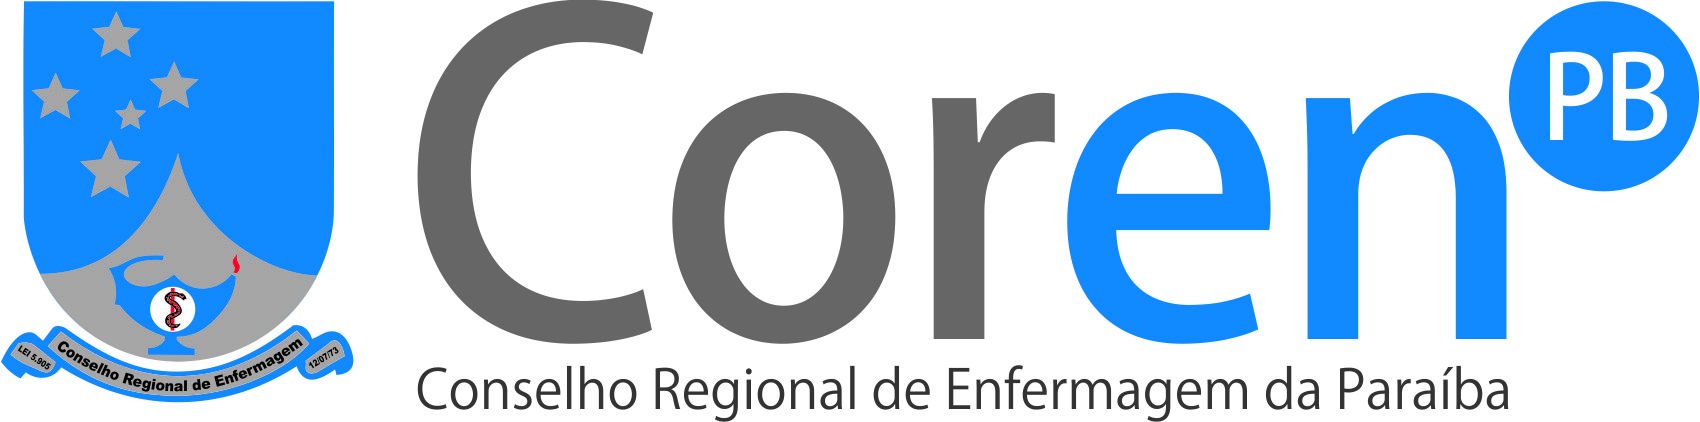 Coren
PB
Conselho Regional de Enfermagem da Paraíba
LEI 5.905
Conselho Regional de Enfermagem
12/07/73